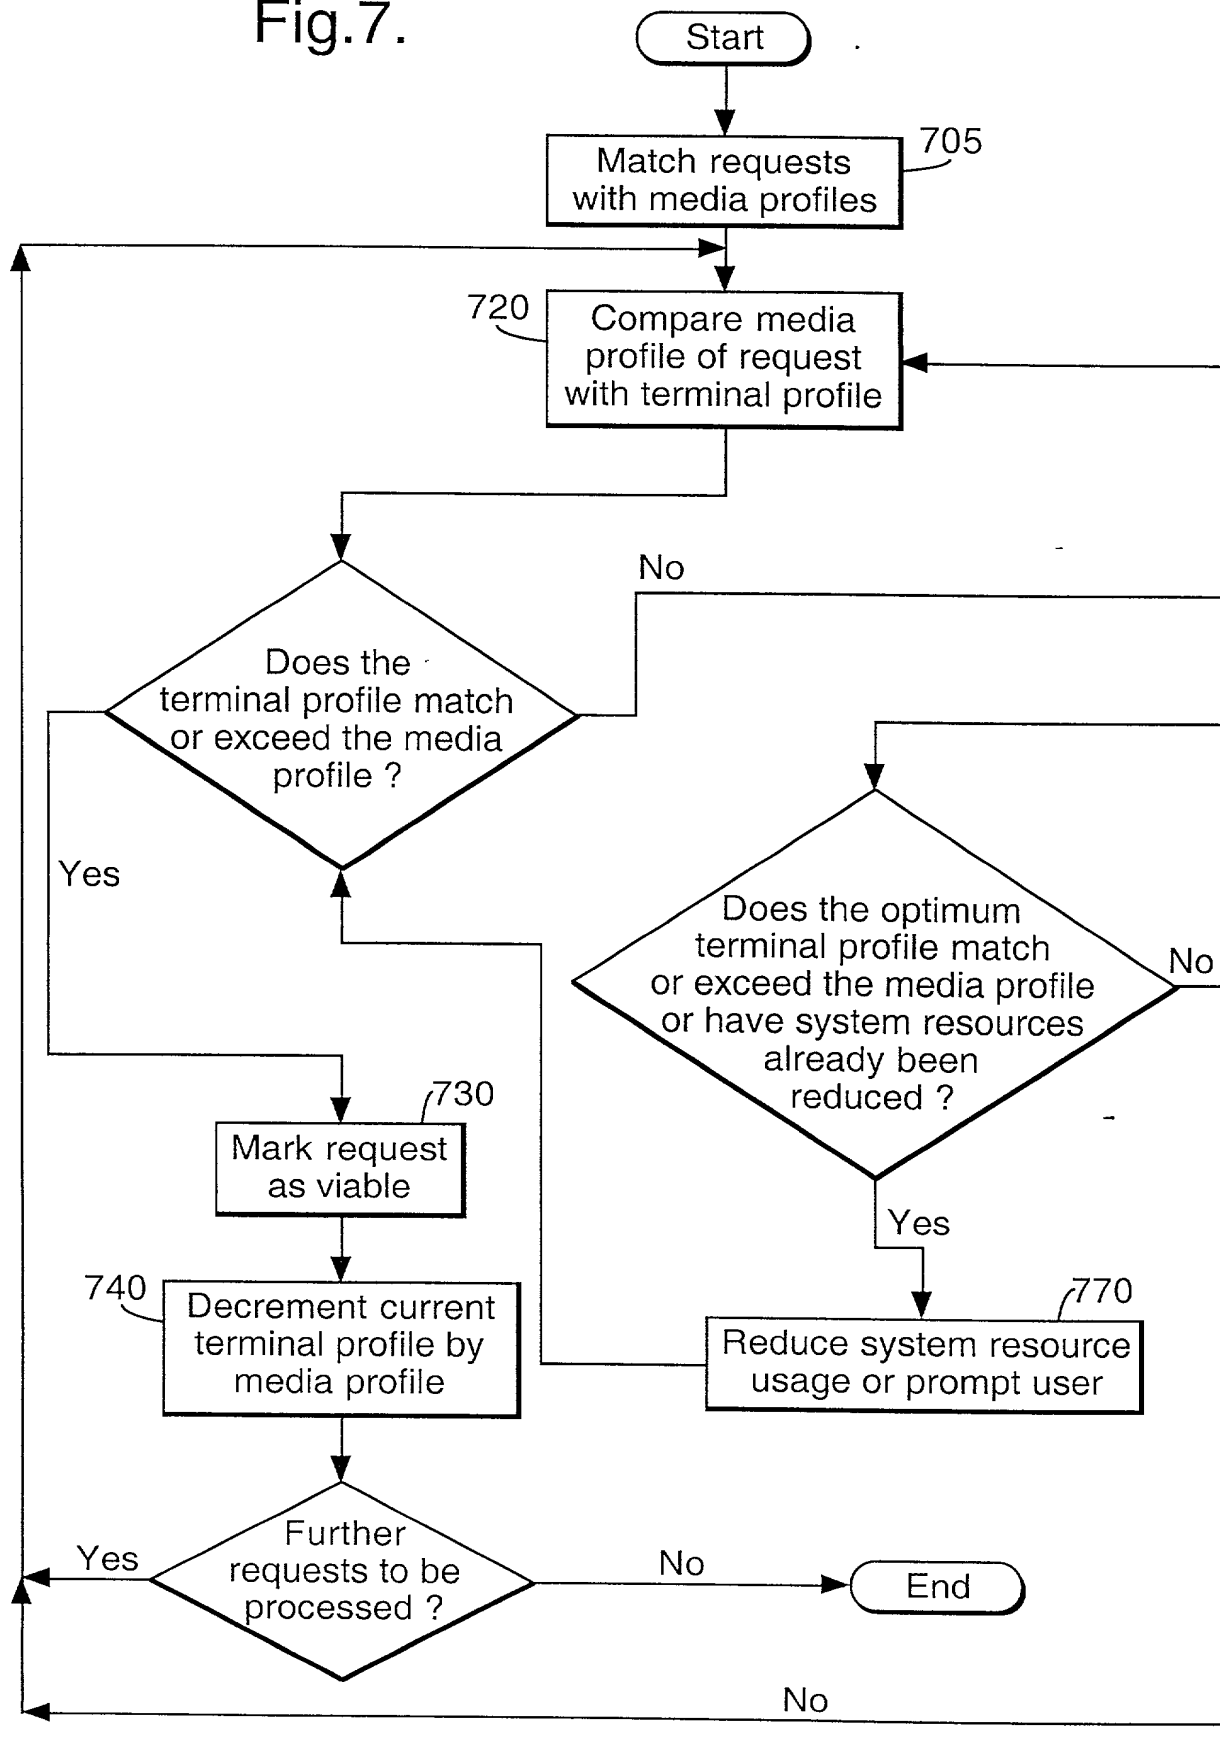 Fig.7.
Start
705
Match requests
with media profiles
720
Compare media
profile of request
with terminal profile
No
Does the
terminal profile match
or exceed the media
profile ?
Yes
Does the optimum
terminal profile match
or exceed the media profile
or have system resources
already been
reduced ?
No
730
Mark request
as viable
Yes
740
Decrement current
terminal profile by
media profile
770
Reduce system resource
usage or prompt user
Further
requests to be
processed ?
Yes
No
End
No